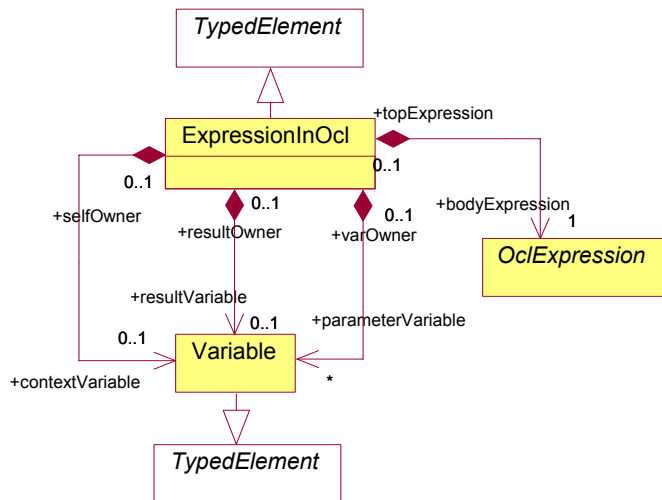 TypedElement
+topExpression
ExpressionInOcl
0..1
0..1
0..1
0..1
+selfOwner
+resultOwner
+varOwner
+bodyExpression
1
OclExpression
+resultVariable
0..1
0..1
+parameterVariable
Variable
+contextVariable
*
TypedElement